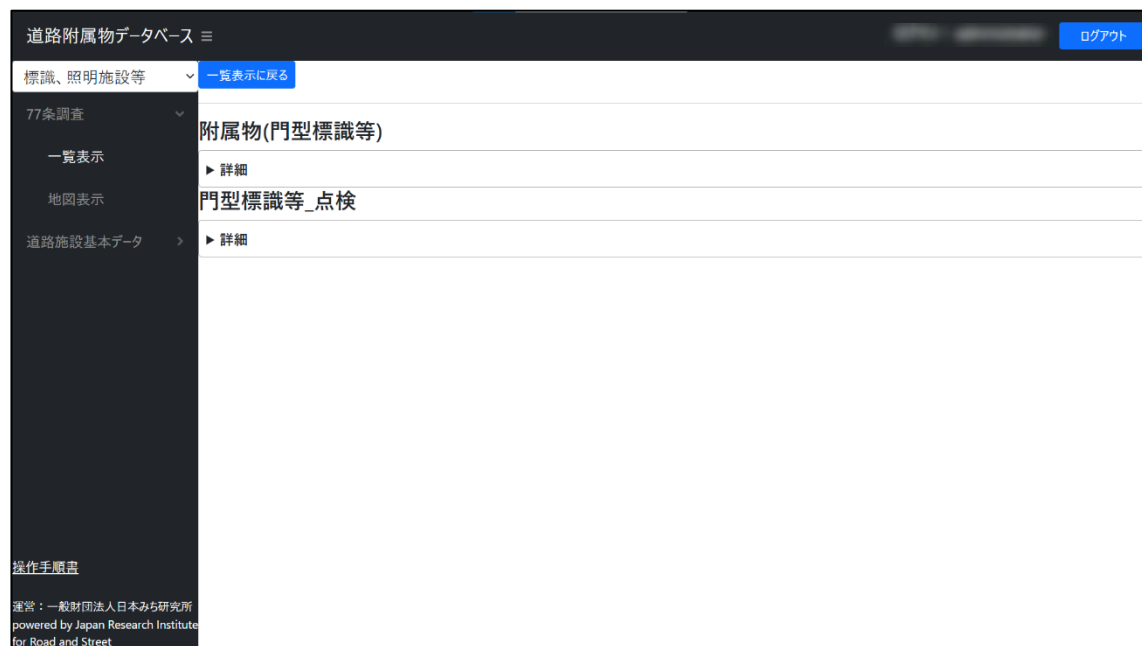 道路附属物データベース ≡
ログアウト
標識、照明施設等
一覧表示に戻る
77条調査
一覧表示
地図表示
道路施設基本データ
附属物(門型標識等)
▶ 詳細
門型標識等_点検
▶ 詳細
操作手順書
運営：一般財団法人日本みち研究所
powered by Japan Research Institute
for Road and Street